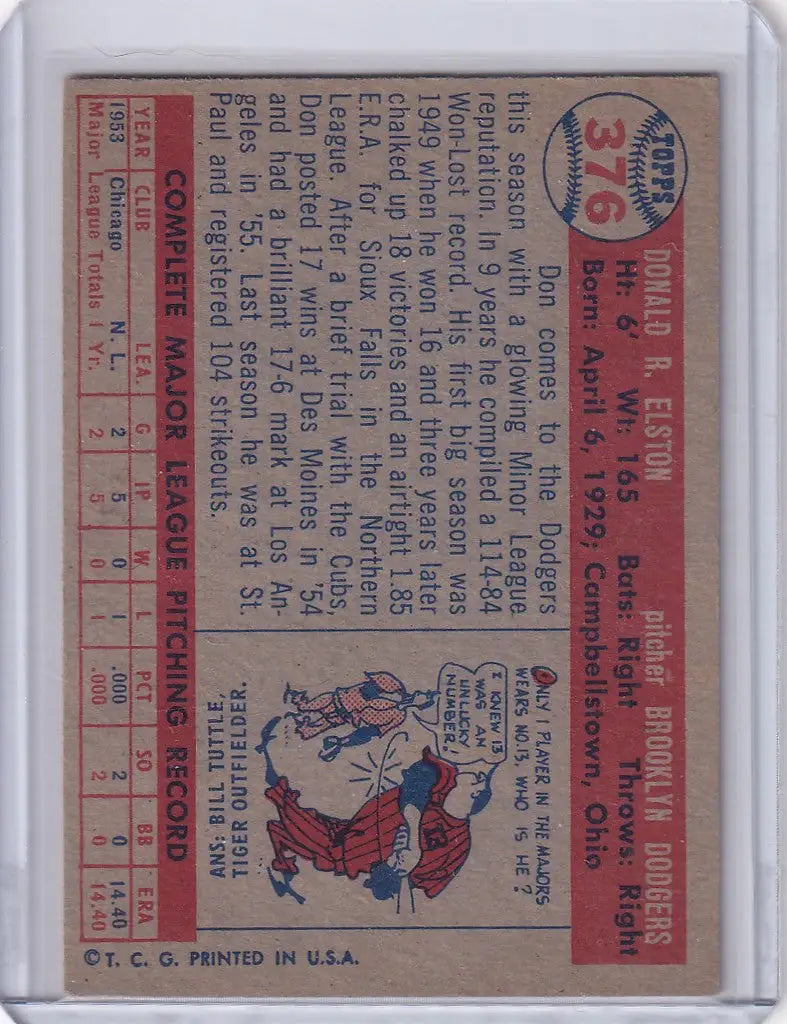 TOPPS
376
DONALD R. ELSTON pitcher BROOKLYN DODGERS
Ht: 6' Wt: 165 Bats: Right Throws: Right
Born: April 6, 1929; Campbellstown, Ohio
Don comes to the Dodgers
this season with a glowing Minor League
reputation. In 9 years he compiled a 114-84
Won-Lost record. His first big season was
1949 when he won 16 and three years later
chalked up 18 victories and an airtight 1.85
E.R.A. for Sioux Falls in the Northern
League. After a brief trial with the Cubs,
Don posted 17 wins at Des Moines in '54
and had a brilliant 17-6 mark at Los An-
geles in '55. Last season he was at St.
Paul and registered 104 strikeouts.
ONLY 1 PLAYER IN THE MAJORS
WEARS NO.13. WHO IS HE?
I KNEW 13
WAS AN
UNLUCKY
NUMBER!
13
ANS: BILL TUTTLE,
TIGER OUTFIELDER.
COMPLETE MAJOR LEAGUE PITCHING RECORD
YEAR CLUB LEA. G IP W L PCT SO BB ERA
1953 Chicago N. L. 2 5 0 1 .000 2 0 14.40
Major League Totals 1 Yr. 2 5 0 1 .000 2 0 14.40
© T. C. G. PRINTED IN U.S.A.